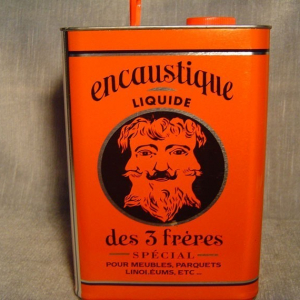 encaustique
LIQUIDE
des 3 frères
SPÉCIAL
POUR MEUBLES, PARQUETS
LINOLÉUMS, ETC ...